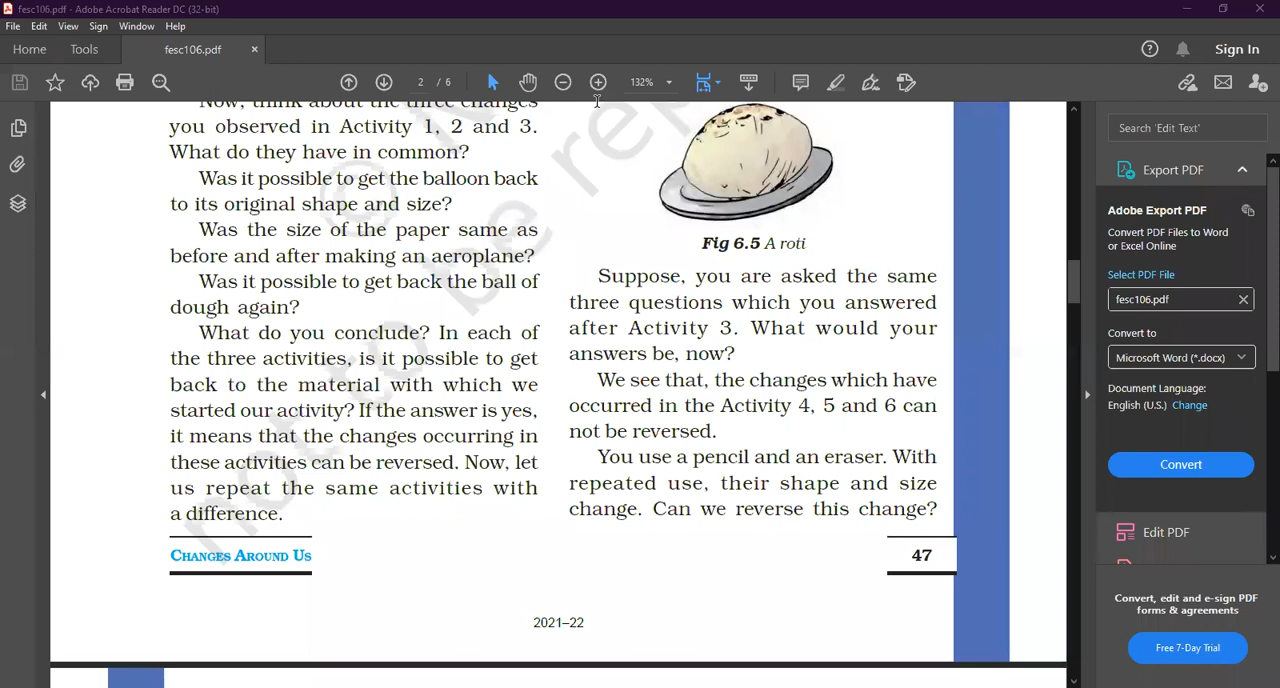 fesc106.pdf - Adobe Acrobat Reader DC (32-bit)
File Edit View Sign Window Help
Home Tools fesc106.pdf × Sign In
2 / 6 132%
Now, think about the three changes
you observed in Activity 1, 2 and 3.
What do they have in common?
Was it possible to get the balloon back
to its original shape and size?
Was the size of the paper same as
before and after making an aeroplane?
Was it possible to get back the ball of
dough again?
What do you conclude? In each of
the three activities, is it possible to get
back to the material with which we
started our activity? If the answer is yes,
it means that the changes occurring in
these activities can be reversed. Now, let
us repeat the same activities with
a difference.
CHANGES AROUND US
Fig 6.5 A roti
Suppose, you are asked the same
three questions which you answered
after Activity 3. What would your
answers be, now?
We see that, the changes which have
occurred in the Activity 4, 5 and 6 can
not be reversed.
You use a pencil and an eraser. With
repeated use, their shape and size
change. Can we reverse this change?
47
2021–22
not to be rep
©
Search 'Edit Text'
Export PDF
Adobe Export PDF
Convert PDF Files to Word
or Excel Online
Select PDF File
fesc106.pdf
Convert to
Microsoft Word (*.docx)
Document Language:
English (U.S.) Change
Convert
Edit PDF
Convert, edit and e-sign PDF
forms & agreements
Free 7-Day Trial